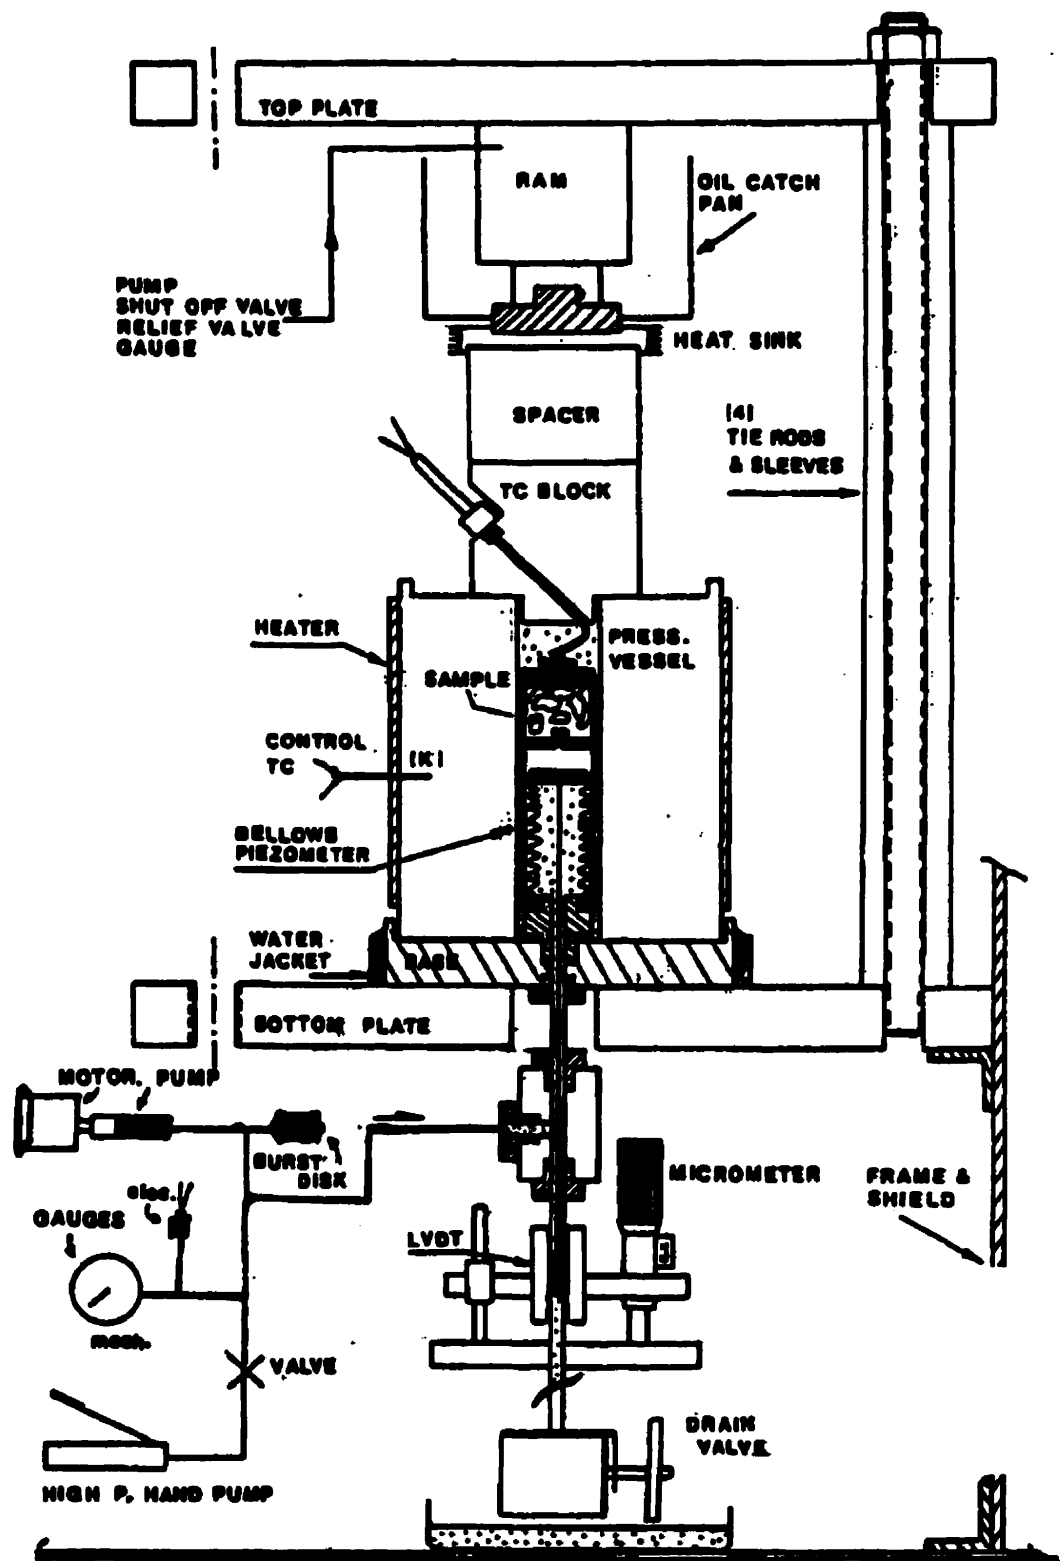 TOP PLATE
RAM
OIL CATCH
PAN
PUMP
SHUT OFF VALVE
RELIEF VALVE
GAUGE
HEAT SINK
SPACER
(4)
TIE RODS
& SLEEVES
TC BLOCK
HEATER
PRESS.
VESSEL
SAMPLE
CONTROL
TC
(K)
BELLOWS
PIEZOMETER
WATER
JACKET
BASE
BOTTOM PLATE
MOTOR. PUMP
BURST
DISK
MICROMETER
FRAME &
SHIELD
elec.
GAUGES
LVDT
mech.
VALVE
DRAIN
VALVE
HIGH P. HAND PUMP